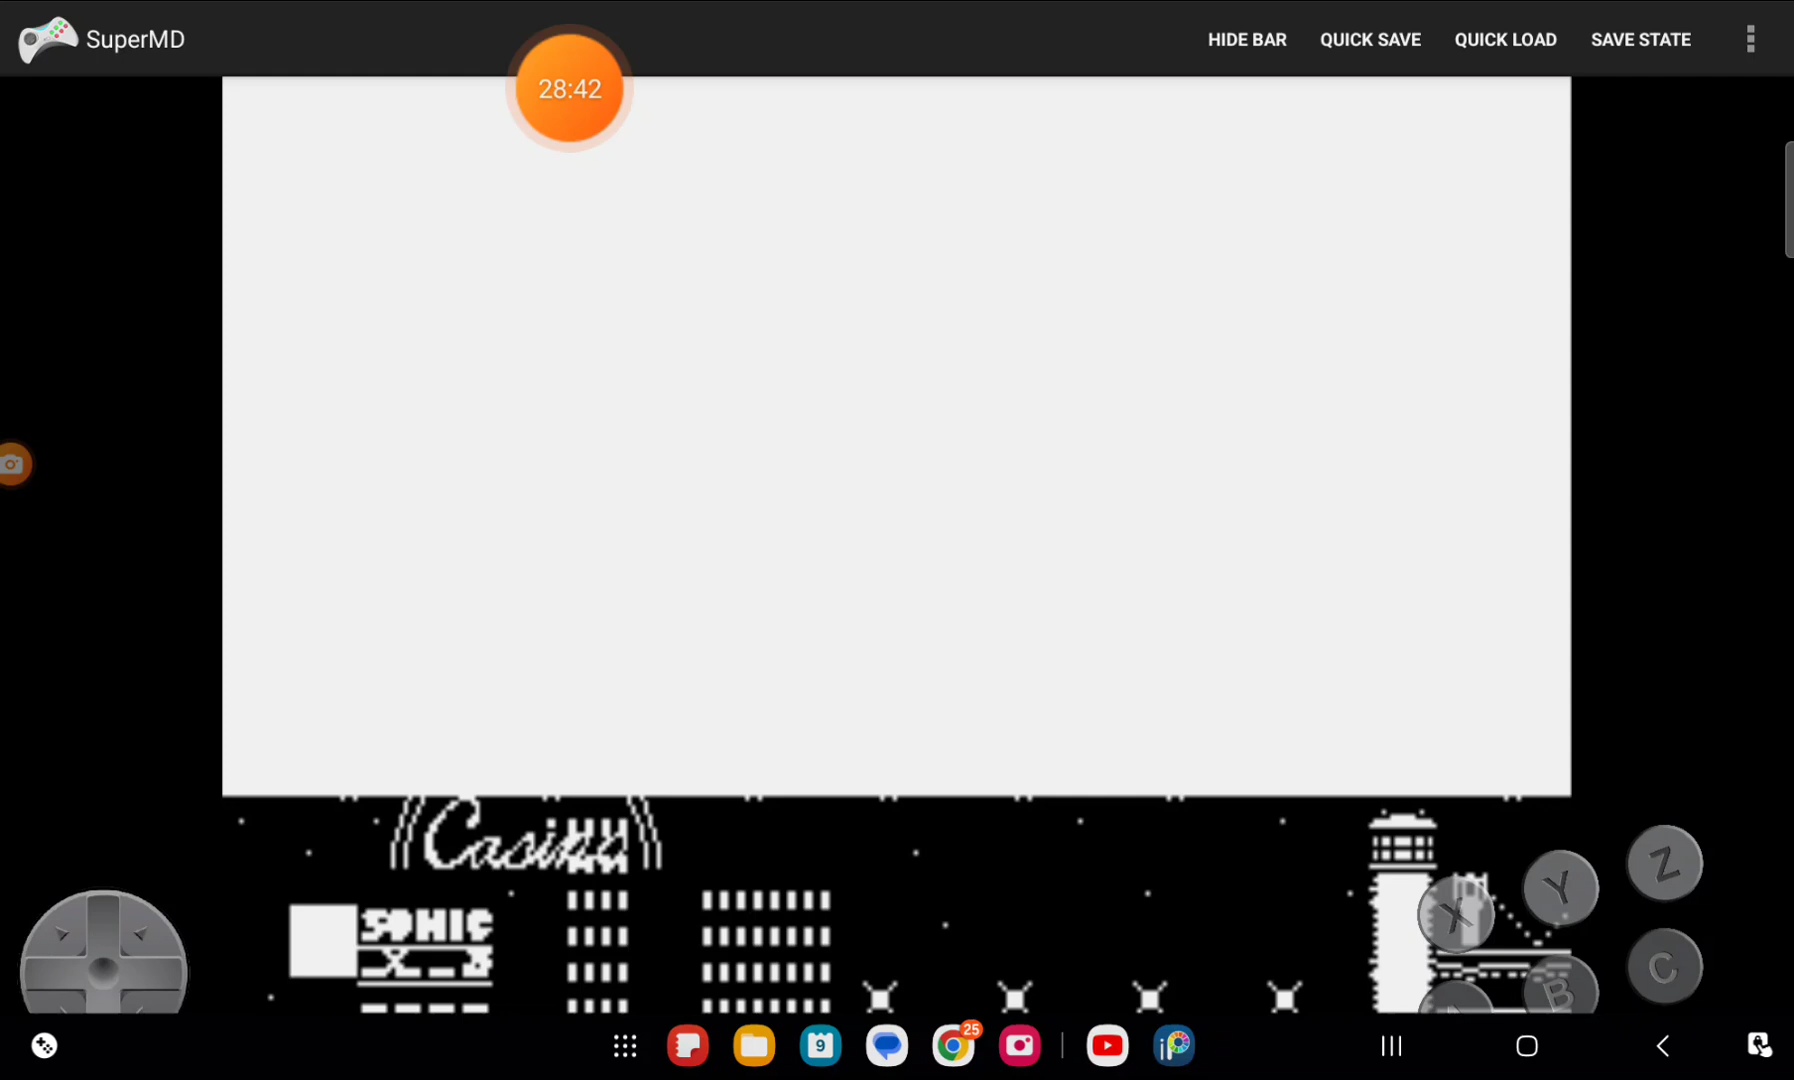 SuperMD
28:42
HIDE BAR
QUICK SAVE
QUICK LOAD
SAVE STATE
Casino
SONIC
X
Y
Z
B
C
9
25